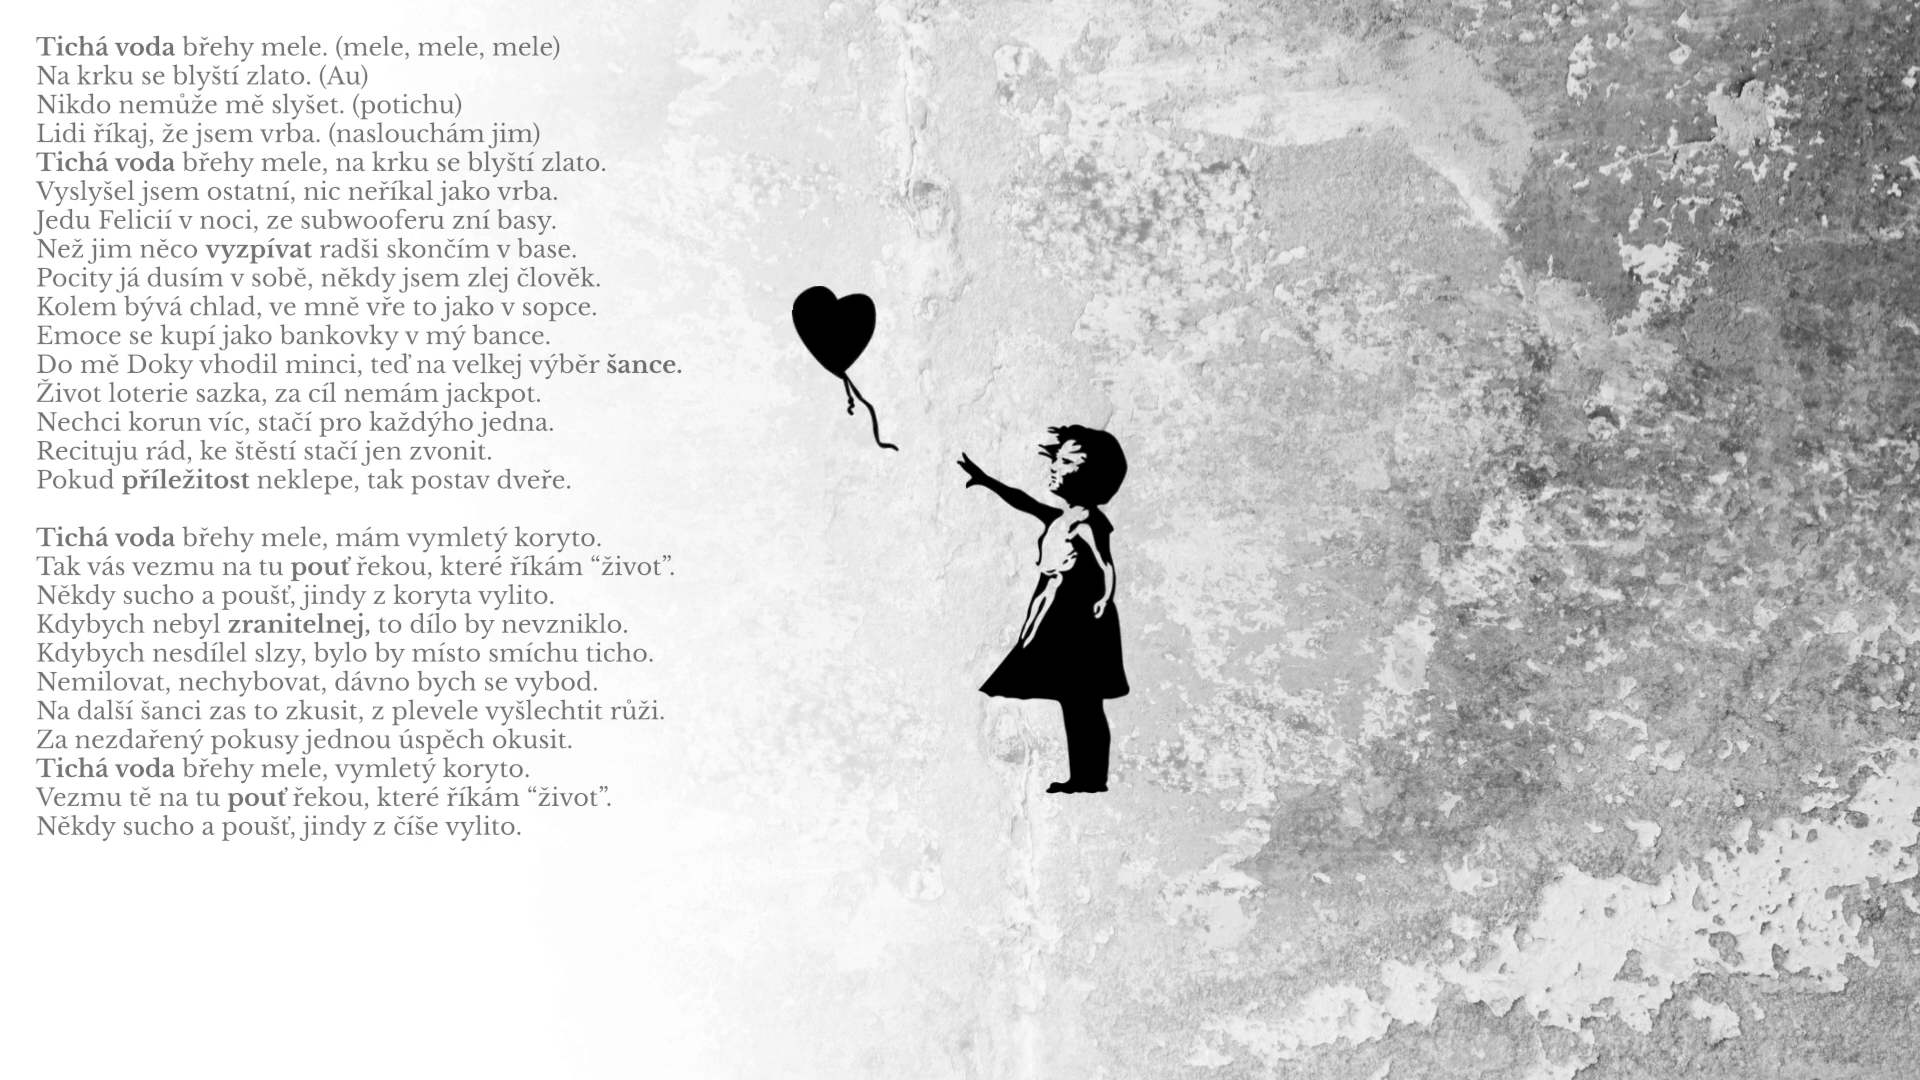 Tichá voda břehy mele. (mele, mele, mele)
Na krku se blyští zlato. (Au)
Nikdo nemůže mě slyšet. (potichu)
Lidi říkaj, že jsem vrba. (naslouchám jim)
Tichá voda břehy mele, na krku se blyští zlato.
Vyslyšel jsem ostatní, nic neříkal jako vrba.
Jedu Felicií v noci, ze subwooferu zní basy.
Než jim něco vyzpívat radši skončím v base.
Pocity já dusím v sobě, někdy jsem zlej člověk.
Kolem bývá chlad, ve mně vře to jako v sopce.
Emoce se kupí jako bankovky v mý bance.
Do mě Doky vhodil minci, teď na velkej výběr šance.
Život loterie sazka, za cíl nemám jackpot.
Nechci korun víc, stačí pro každýho jedna.
Recituju rád, ke štěstí stačí jen zvonit.
Pokud příležitost neklepe, tak postav dveře.

Tichá voda břehy mele, mám vymletý koryto.
Tak vás vezmu na tu pouť řekou, které říkám “život”.
Někdy sucho a poušť, jindy z koryta vylito.
Kdybych nebyl zranitelnej, to dílo by nevzniklo.
Kdybych nesdílel slzy, bylo by místo smíchu ticho.
Nemilovat, nechybovat, dávno bych se vybod.
Na další šanci zas to zkusit, z plevele vyšlechtit růži.
Za nezdařený pokusy jednou úspěch okusit.
Tichá voda břehy mele, vymletý koryto.
Vezmu tě na tu pouť řekou, které říkám “život”.
Někdy sucho a poušť, jindy z číše vylito.